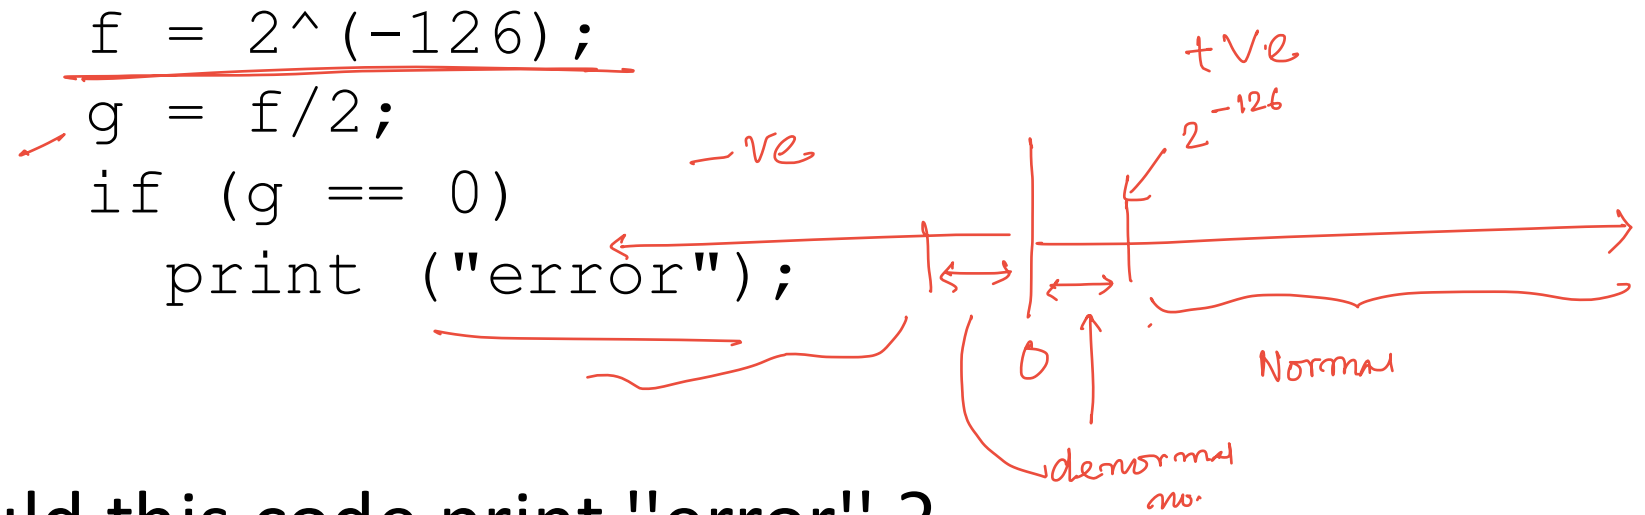 f = 2^(-126);
g = f/2;
if (g == 0)
print ("error");
-ve
+ve
2^-126
0
Normal
denormal
no.
this code print "error" ?